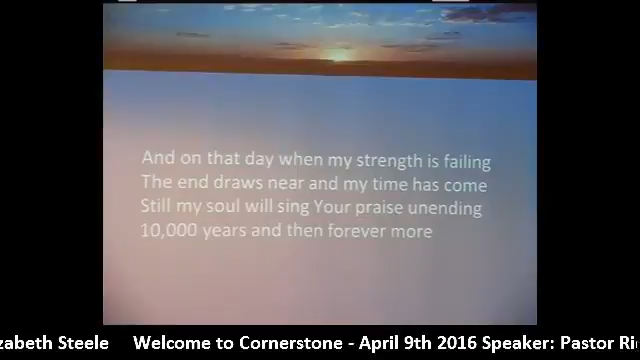 And on that day when my strength is failing
The end draws near and my time has come
Still my soul will sing Your praise unending
10,000 years and then forever more
zabeth Steele Welcome to Cornerstone - April 9th 2016 Speaker: Pastor Ri